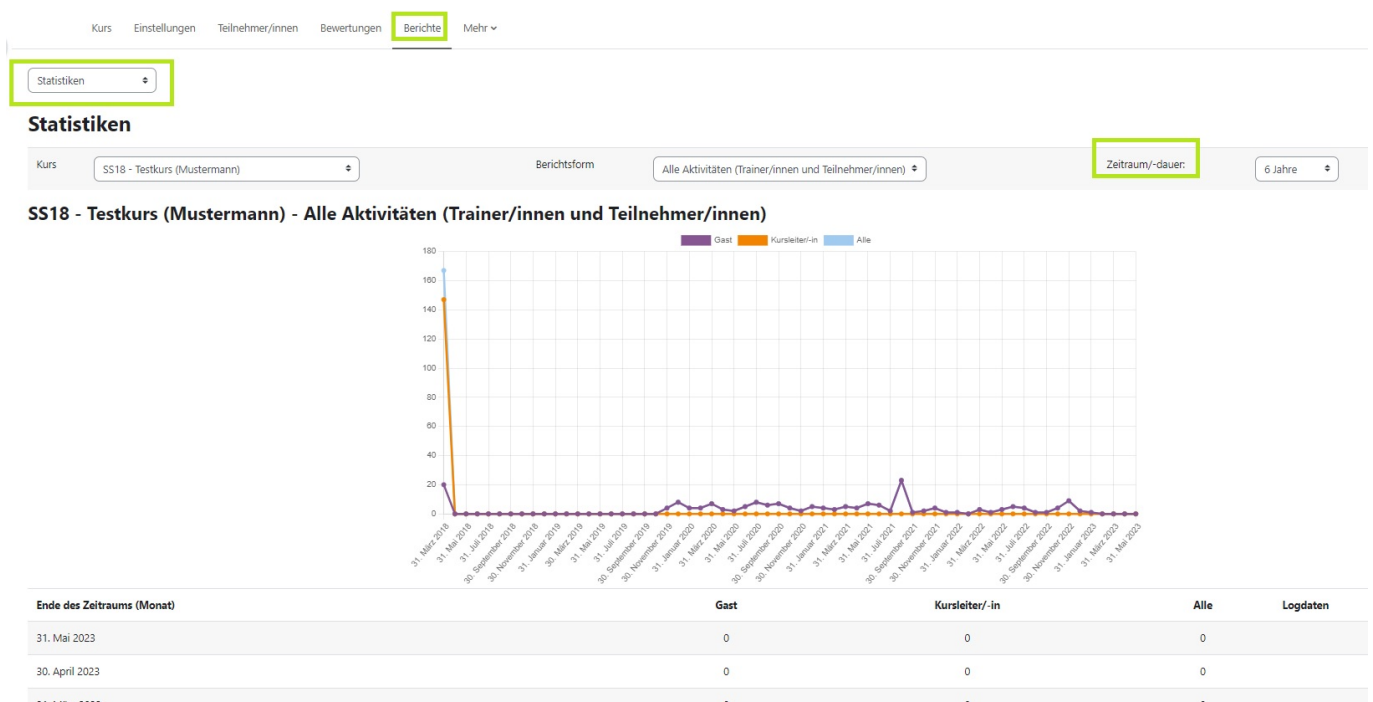 Kurs Einstellungen Teilnehmer/innen Bewertungen Berichte Mehr
Statistiken
Statistiken
Kurs SS18 - Testkurs (Mustermann) Berichtsform Alle Aktivitäten (Trainer/innen und Teilnehmer/innen) Zeitraum/-dauer: 6 Jahre
SS18 - Testkurs (Mustermann) - Alle Aktivitäten (Trainer/innen und Teilnehmer/innen)
Gast Kursleiter/-in Alle
180
160
140
120
100
80
60
40
20
0
31. März 2018
31. Mai 2018
31. Juli 2018
30. September 2018
30. November 2018
31. Januar 2019
30. März 2019
31. Mai 2019
31. Juli 2019
30. September 2019
30. November 2019
31. Januar 2020
31. März 2020
31. Mai 2020
31. Juli 2020
30. September 2020
30. November 2020
31. Januar 2021
31. März 2021
31. Mai 2021
31. Juli 2021
30. September 2021
30. November 2021
31. Januar 2022
31. März 2022
31. Mai 2022
31. Juli 2022
30. September 2022
30. November 2022
31. Januar 2023
31. März 2023
31. Mai 2023
Ende des Zeitraums (Monat) Gast Kursleiter/-in Alle Logdaten
31. Mai 2023 0 0 0
30. April 2023 0 0 0